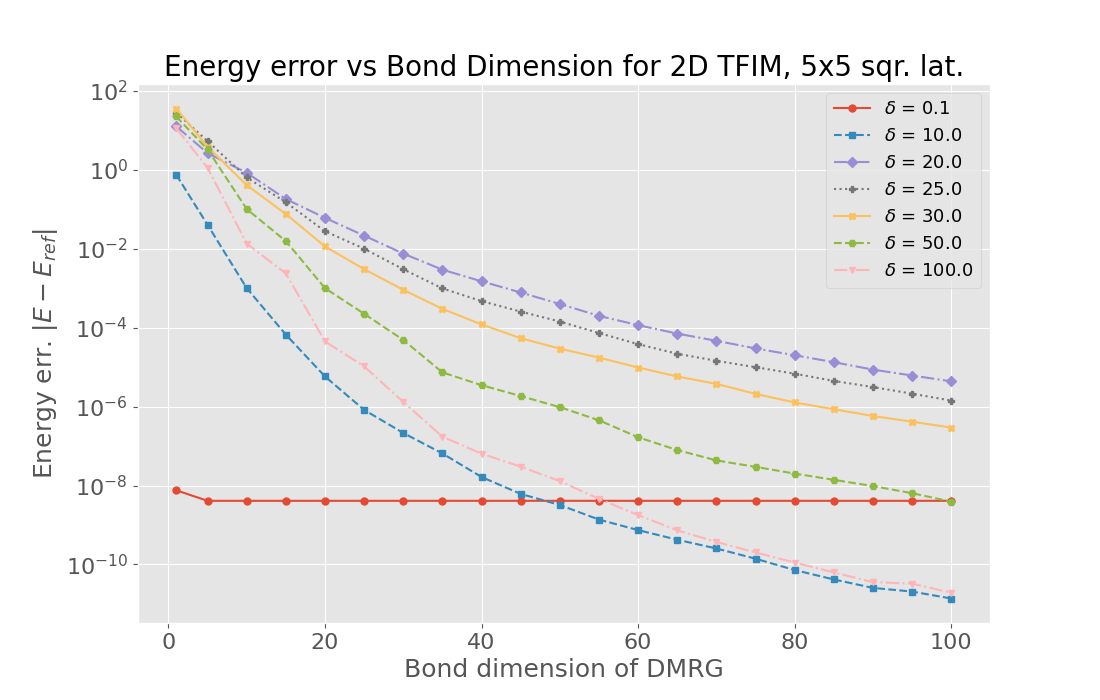 Energy error vs Bond Dimension for 2D TFIM, 5x5 sqr. lat.
Energy err. |E − E_{ref}|
10^2
10^0
10^{-2}
10^{-4}
10^{-6}
10^{-8}
10^{-10}
δ = 0.1
δ = 10.0
δ = 20.0
δ = 25.0
δ = 30.0
δ = 50.0
δ = 100.0
0 20 40 60 80 100
Bond dimension of DMRG